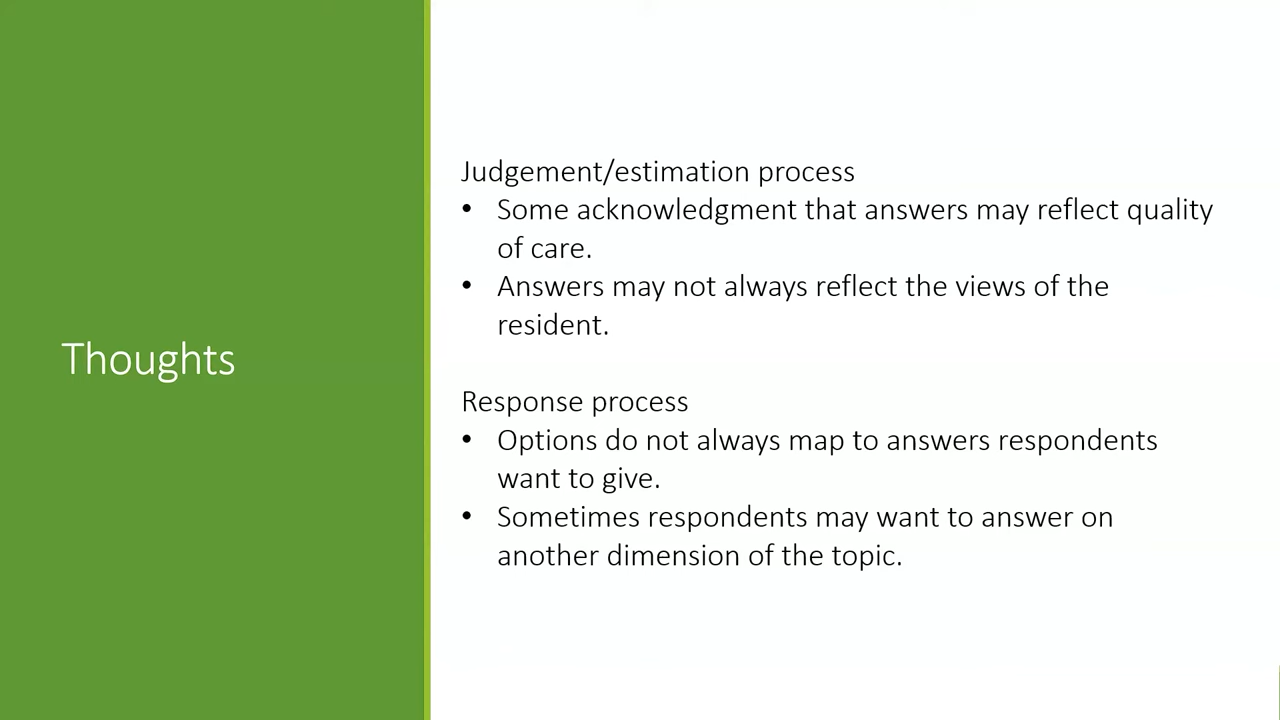 Thoughts
Judgement/estimation process
• Some acknowledgment that answers may reflect quality
of care.
• Answers may not always reflect the views of the
resident.
Response process
• Options do not always map to answers respondents
want to give.
• Sometimes respondents may want to answer on
another dimension of the topic.